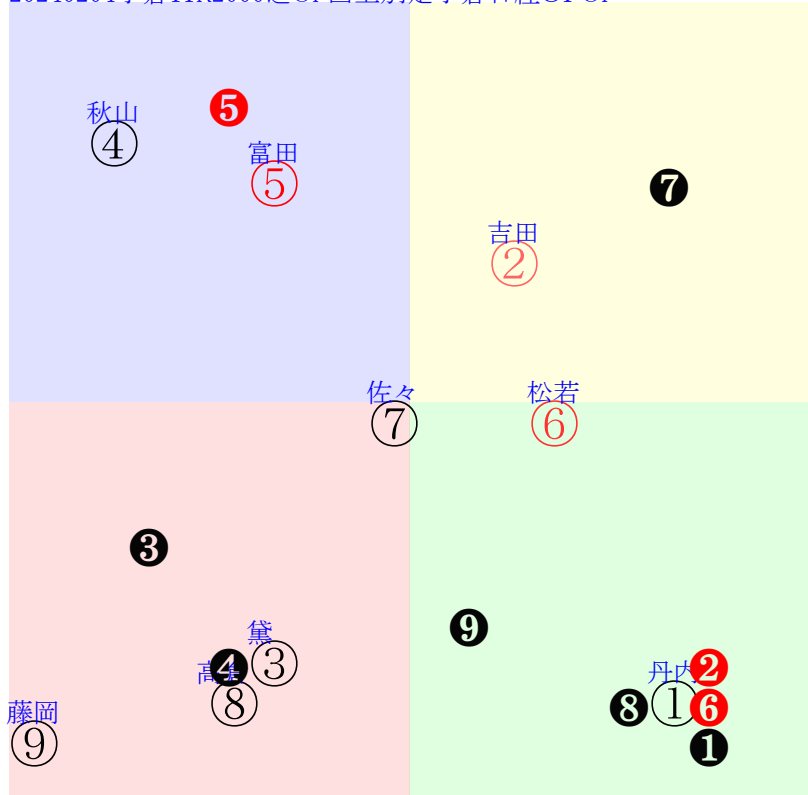 秋山
❺
④
富田
⑤
❼
吉田
②
佐々
松若
⑦
⑥
❸
❾
黛
③
❹
⑧
丹内
❷
①
❽
❻
藤岡
⑨
❶